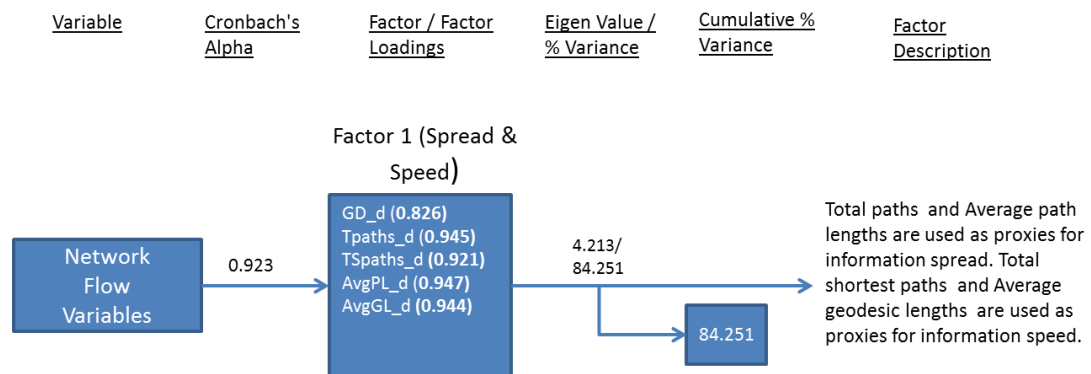 Variable
Cronbach's
Alpha
Factor / Factor
Loadings
Eigen Value /
% Variance
Cumulative %
Variance
Factor
Description
Factor 1 (Spread &
Speed)
Network
Flow
Variables
0.923
GD_d (0.826)
Tpaths_d (0.945)
TSpaths_d (0.921)
AvgPL_d (0.947)
AvgGL_d (0.944)
4.213/
84.251
84.251
Total paths and Average path
lengths are used as proxies for
information spread. Total
shortest paths and Average
geodesic lengths are used as
proxies for information speed.